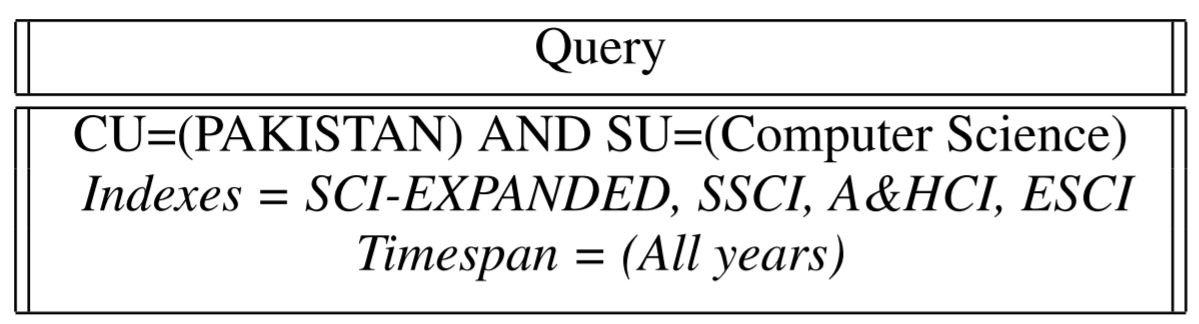 Query
CU=(PAKISTAN) AND SU=(Computer Science)
Indexes = SCI-EXPANDED, SSCI, A&HCI, ESCI
Timespan = (All years)